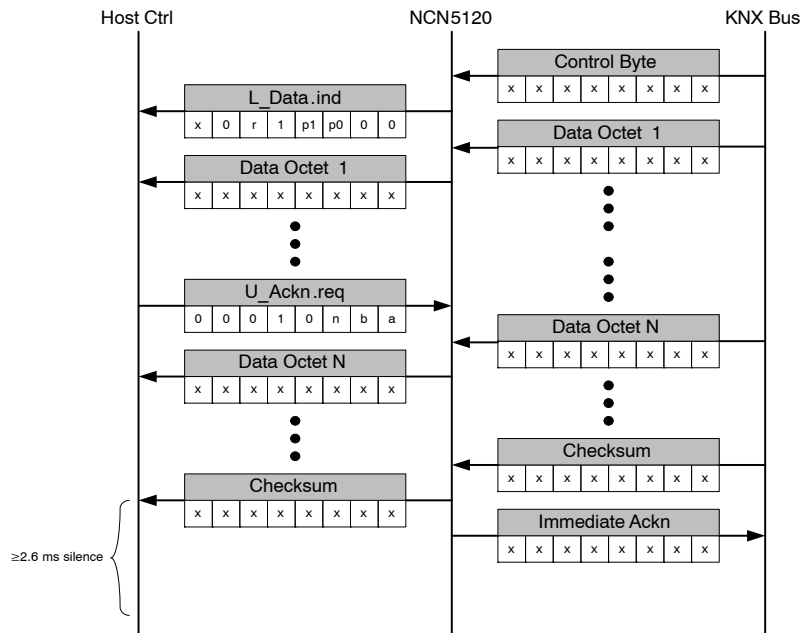 Host Ctrl NCN5120 KNX Bus
Control Byte
x x x x x x x x
L_Data.ind
x 0 r 1 p1 p0 0 0
Data Octet 1
x x x x x x x x
Data Octet 1
x x x x x x x x
U_Ackn.req
0 0 0 1 0 n b a
Data Octet N
x x x x x x x x
Data Octet N
x x x x x x x x
Checksum
x x x x x x x x
Checksum
x x x x x x x x
Immediate Ackn
x x x x x x x x
≥2.6 ms silence